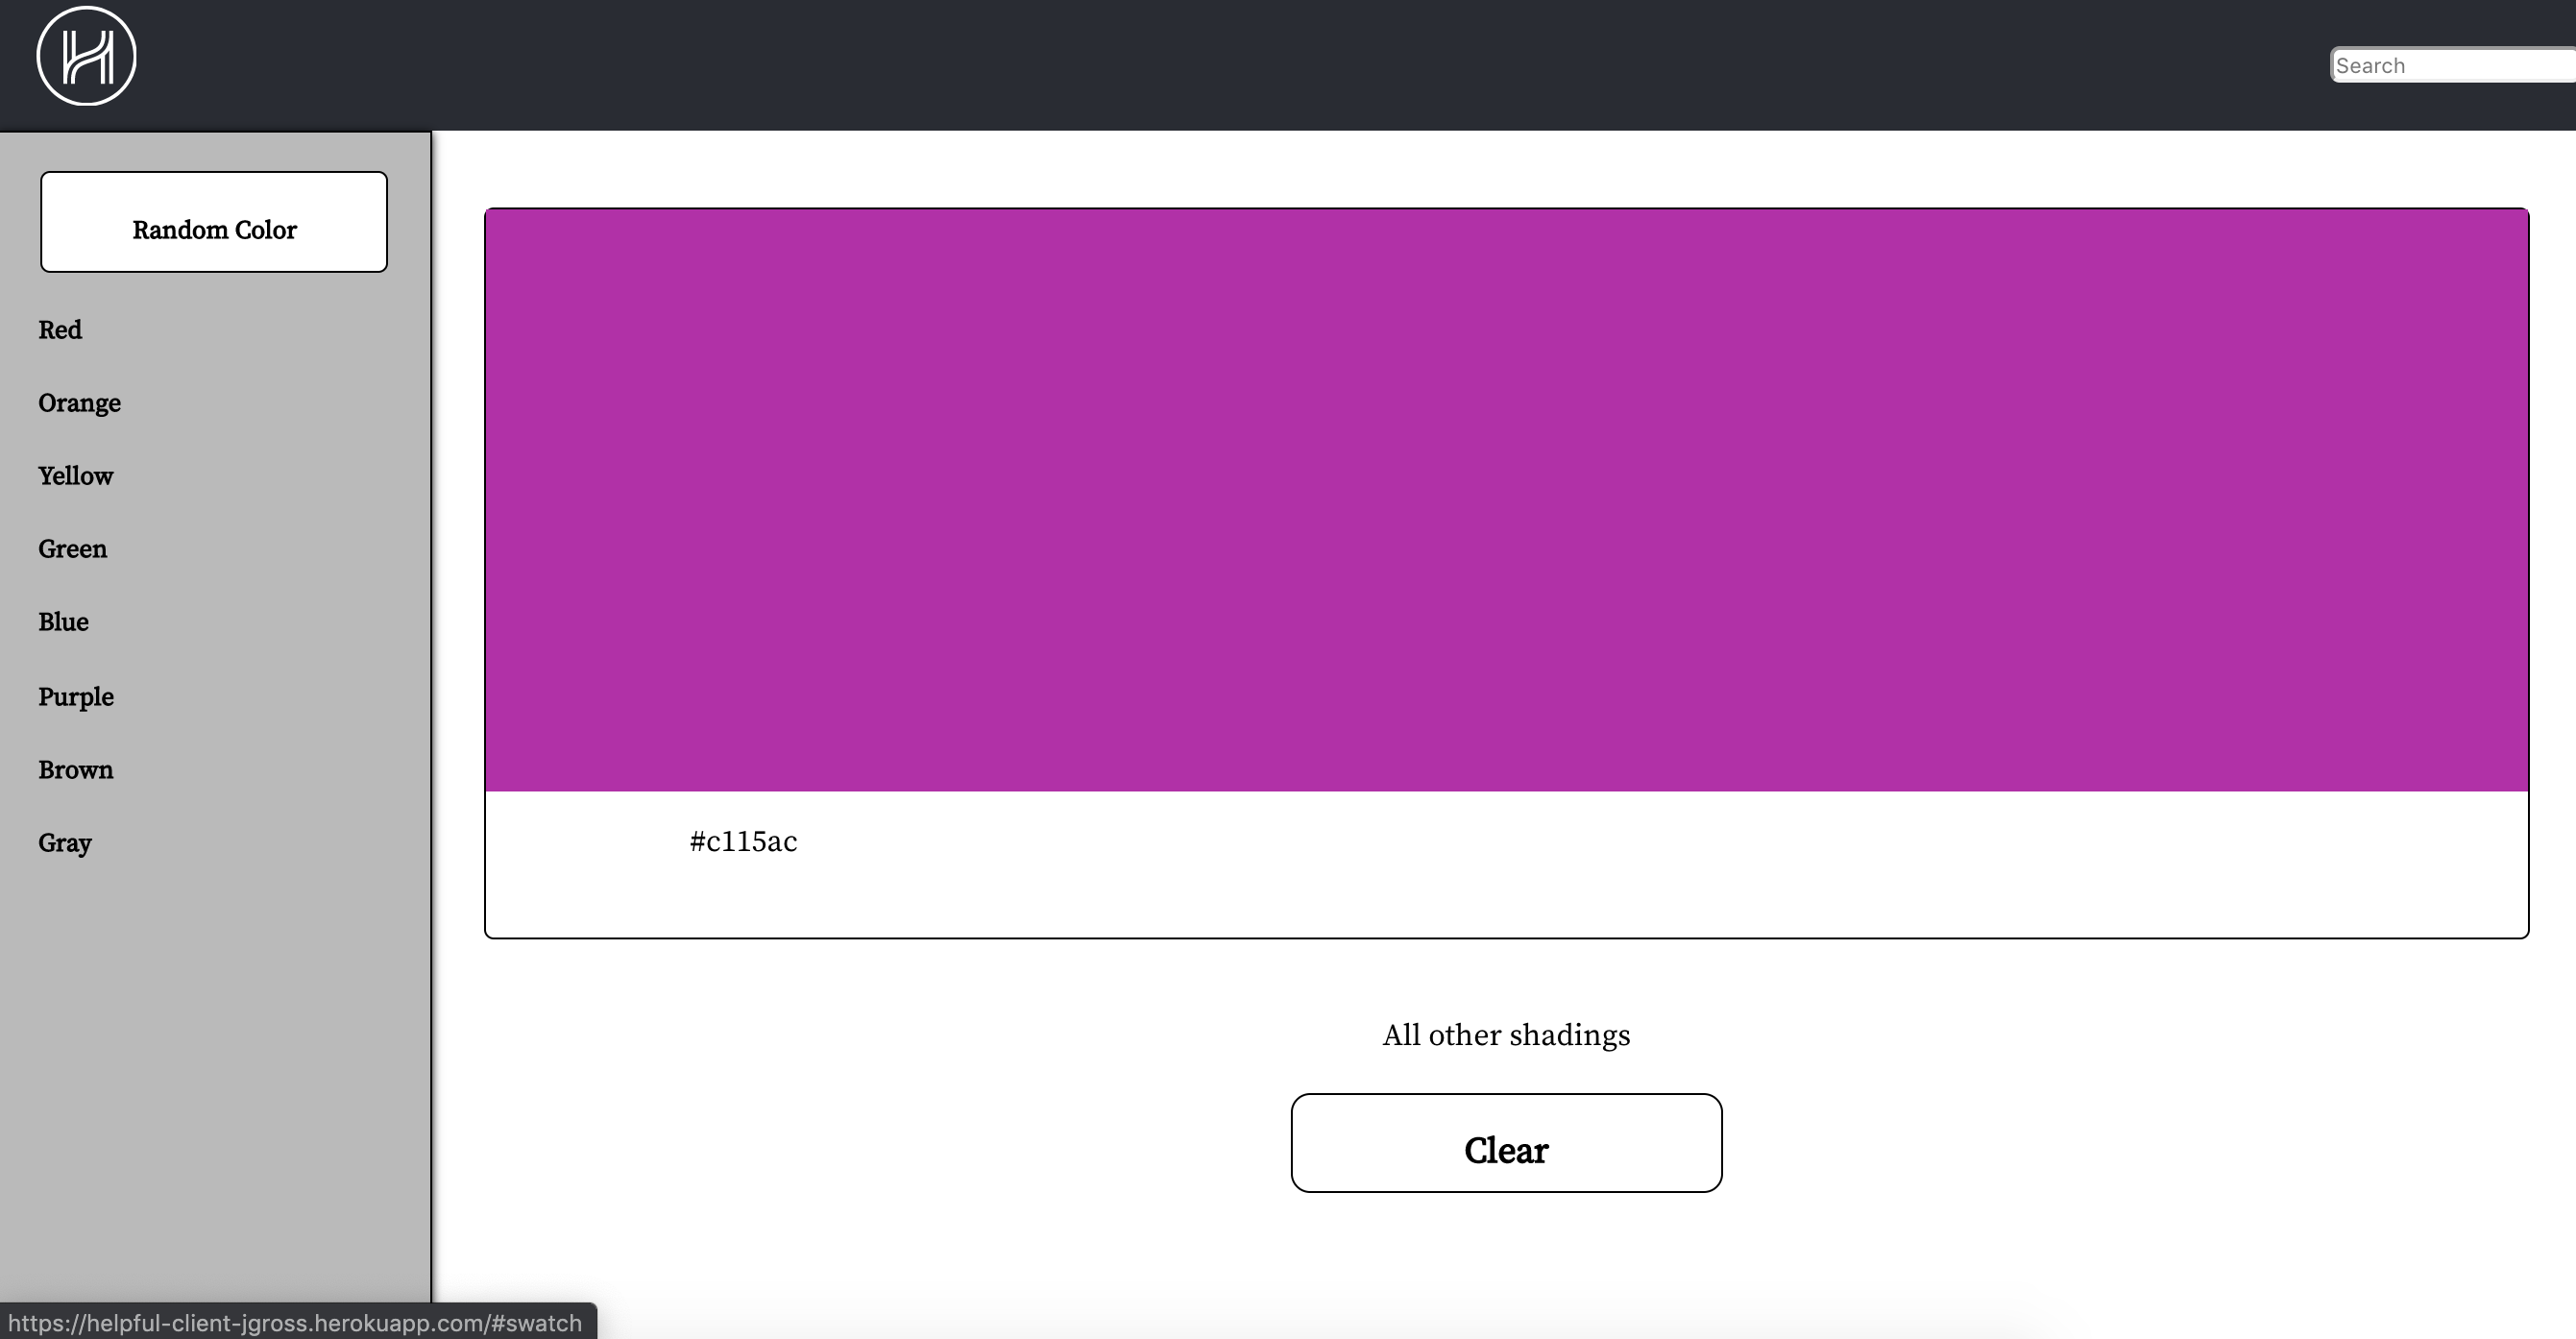 Search
Random Color
Red
Orange
Yellow
Green
Blue
Purple
Brown
Gray
#c115ac
All other shadings
Clear
https://helpful-client-jgross.herokuapp.com/#swatch